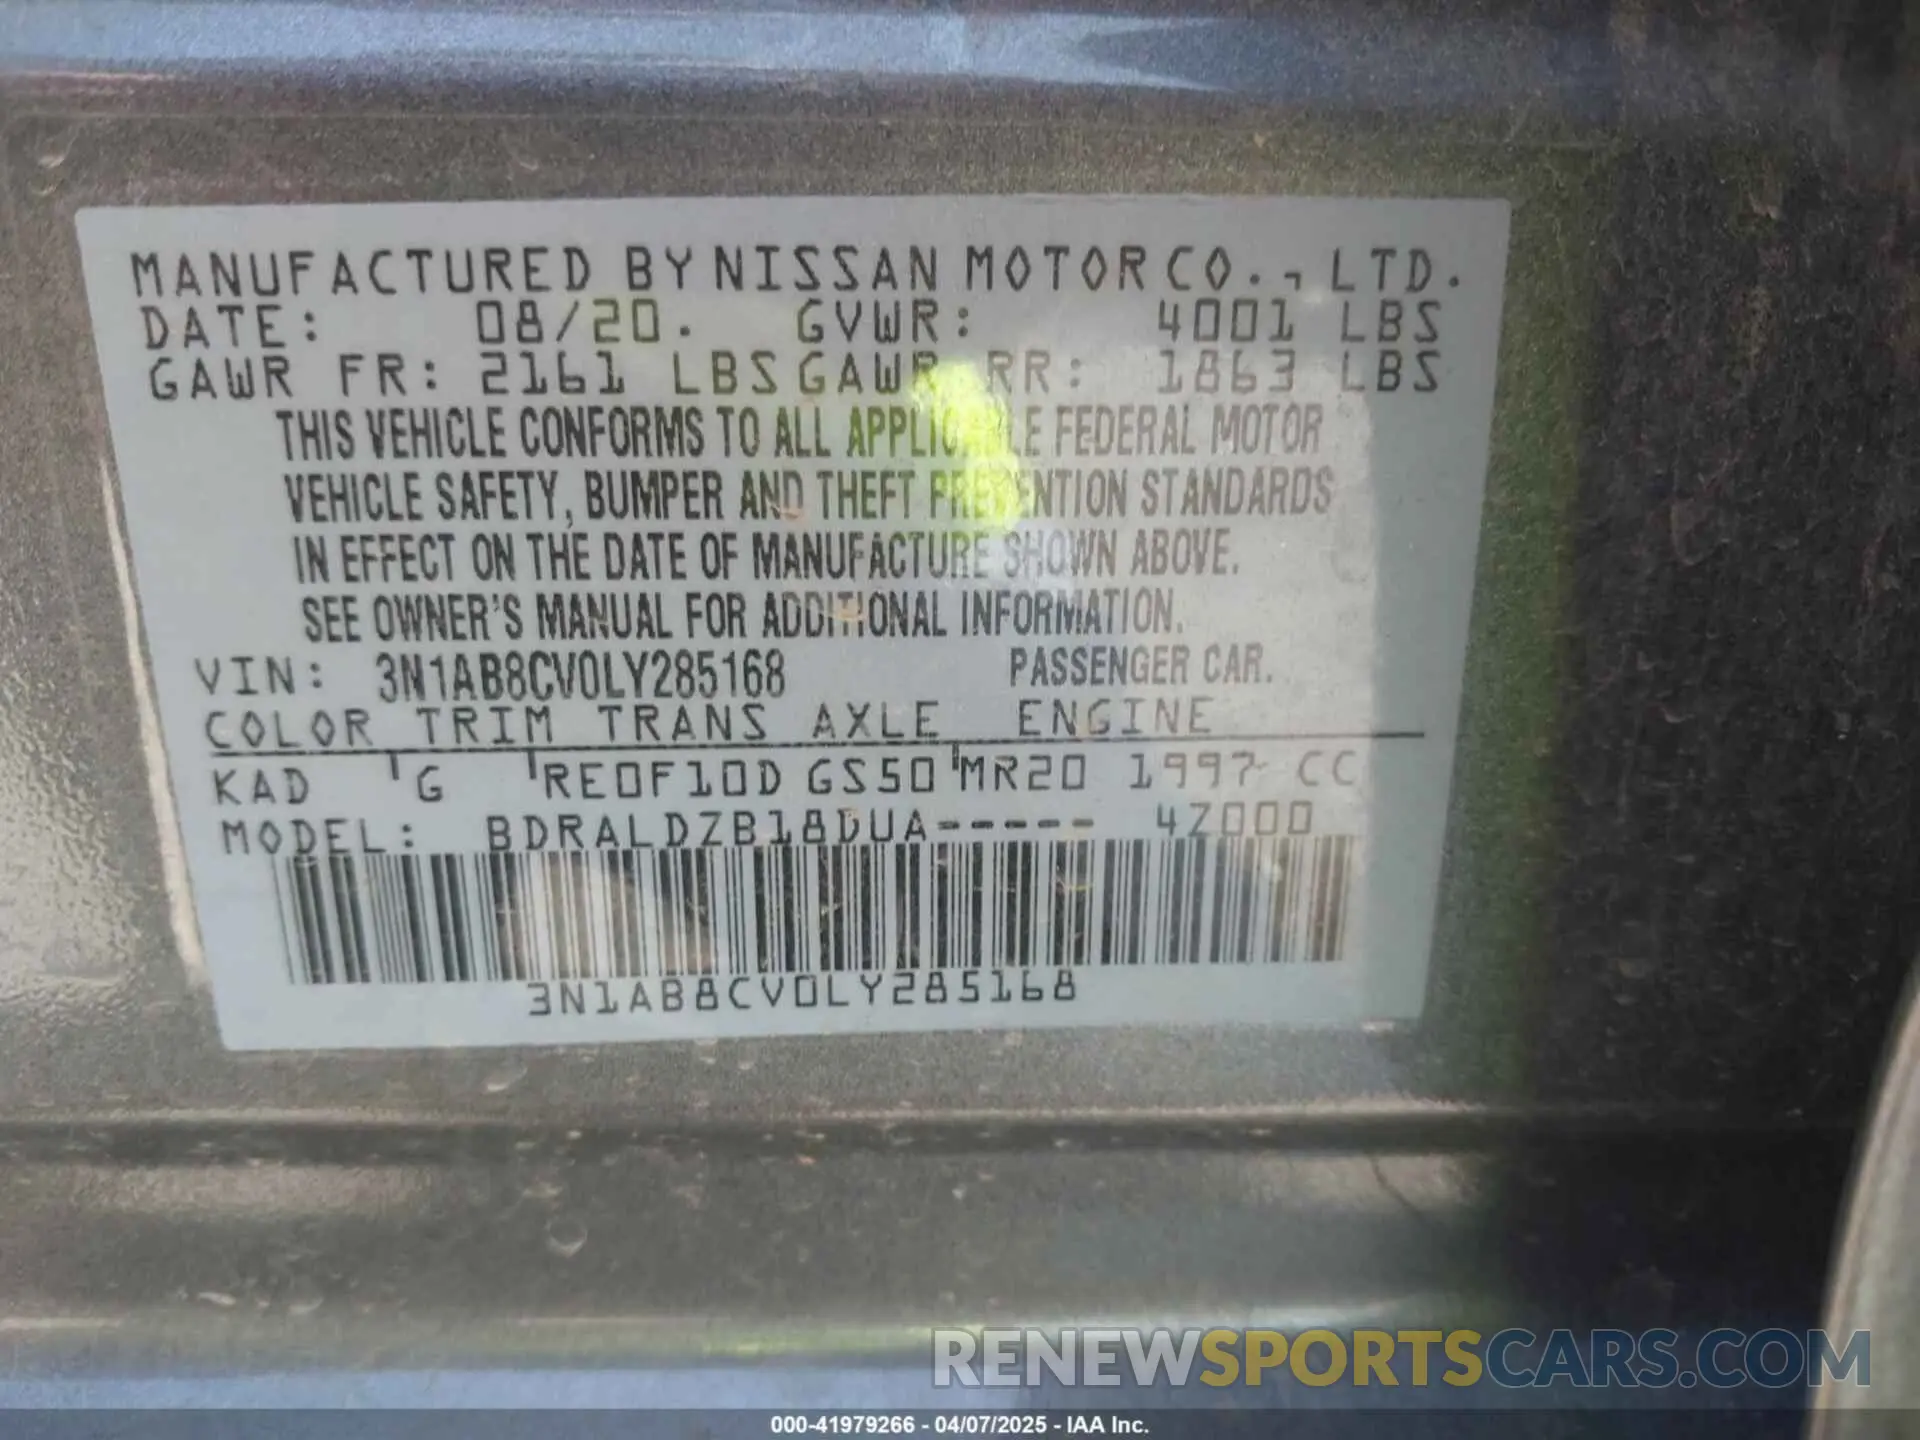 MANUFACTURED BY NISSAN MOTOR CO., LTD.
DATE: 08/20. GVWR: 4001 LBS
GAWR FR: 2161 LBS GAWR RR: 1863 LBS
THIS VEHICLE CONFORMS TO ALL APPLICABLE FEDERAL MOTOR
VEHICLE SAFETY, BUMPER AND THEFT PREVENTION STANDARDS
IN EFFECT ON THE DATE OF MANUFACTURE SHOWN ABOVE.
SEE OWNER'S MANUAL FOR ADDITIONAL INFORMATION.
VIN: 3N1AB8CV0LY285168 PASSENGER CAR.
COLOR TRIM TRANS AXLE ENGINE
KAD G RE0F10D GS50 MR20 1997 CC
MODEL: BDRALDZB18DUA----- 4Z000
3N1AB8CV0LY285168
RENEWSPORTSCARS.COM
000-41979266 - 04/07/2025 - IAA Inc.